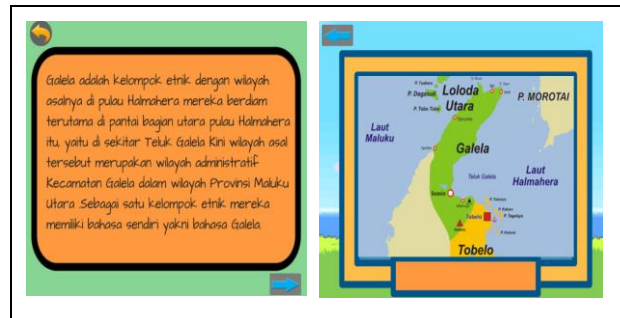 Galela adalah kelompok etnik dengan wilayah
asalnya di pulau Halmahera mereka berdiam
terutama di pantai bagian utara pulau Halmahera
itu, yaitu di sekitar Teluk Galela Kini wilayah asal
tersebut merupakan wilayah administratif
Kecamatan Galela dalam wilayah Provinsi Maluku
Utara .Sebagai satu kelompok etnik mereka
memiliki bahasa sendiri yakni bahasa Galela.
Loloda
Utara
P. MOROTAI
Laut
Maluku
Galela
Laut
Halmahera
Teluk Galela
Tobelo
Tobelo